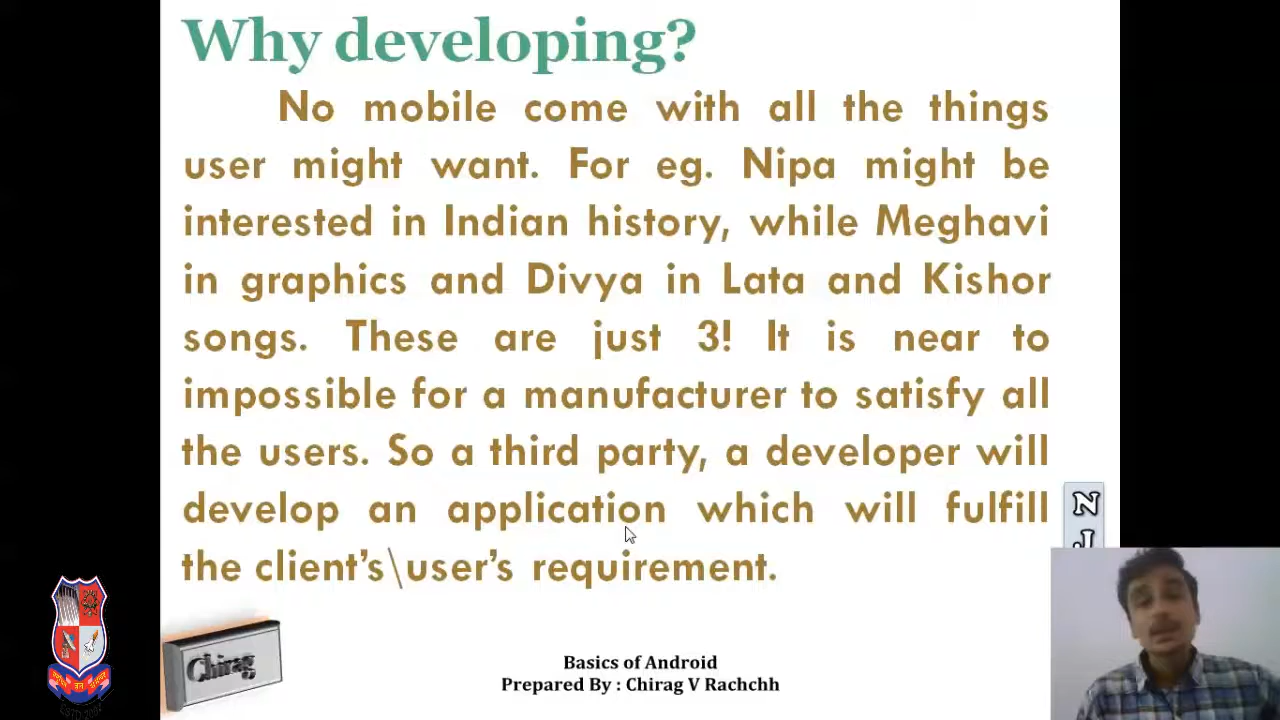 Why developing?
No mobile come with all the things
user might want. For eg. Nipa might be
interested in Indian history, while Meghavi
in graphics and Divya in Lata and Kishor
songs. These are just 3! It is near to
impossible for a manufacturer to satisfy all
the users. So a third party, a developer will
develop an application which will fulfill
the client's\user's requirement.
N
J
Chirag
Basics of Android
Prepared By : Chirag V Rachchh